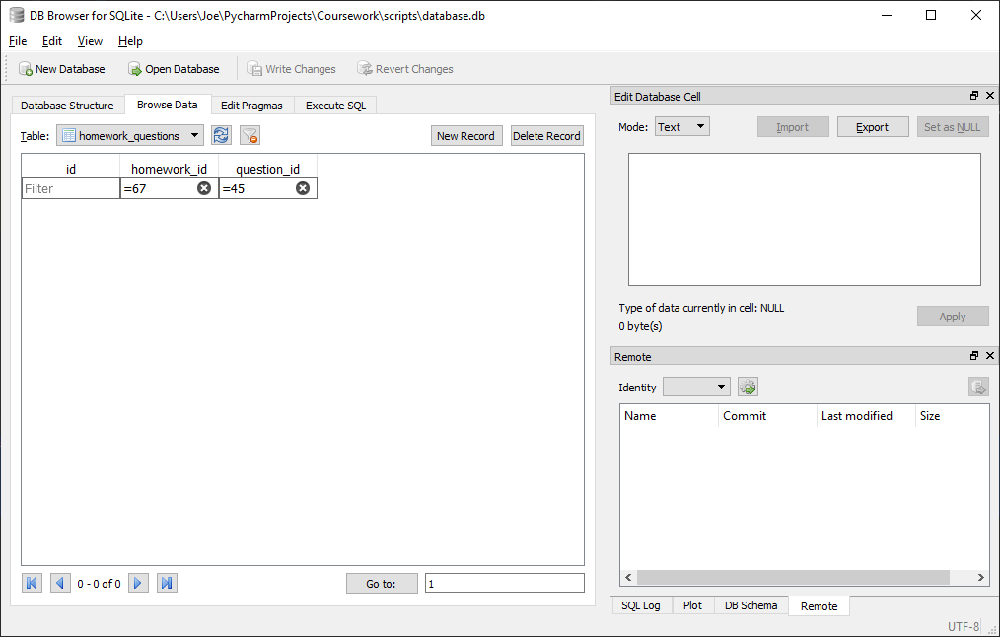 DB Browser for SQLite - C:\Users\Joe\PycharmProjects\Coursework\scripts\database.db
File Edit View Help
New Database Open Database Write Changes Revert Changes
Database Structure Browse Data Edit Pragmas Execute SQL
Table: homework_questions New Record Delete Record
id homework_id question_id
Filter =67 =45
0 - 0 of 0 Go to: 1
Edit Database Cell
Mode: Text Import Export Set as NULL
Type of data currently in cell: NULL
0 byte(s)
Apply
Remote
Identity
Name Commit Last modified Size
SQL Log Plot DB Schema Remote
UTF-8